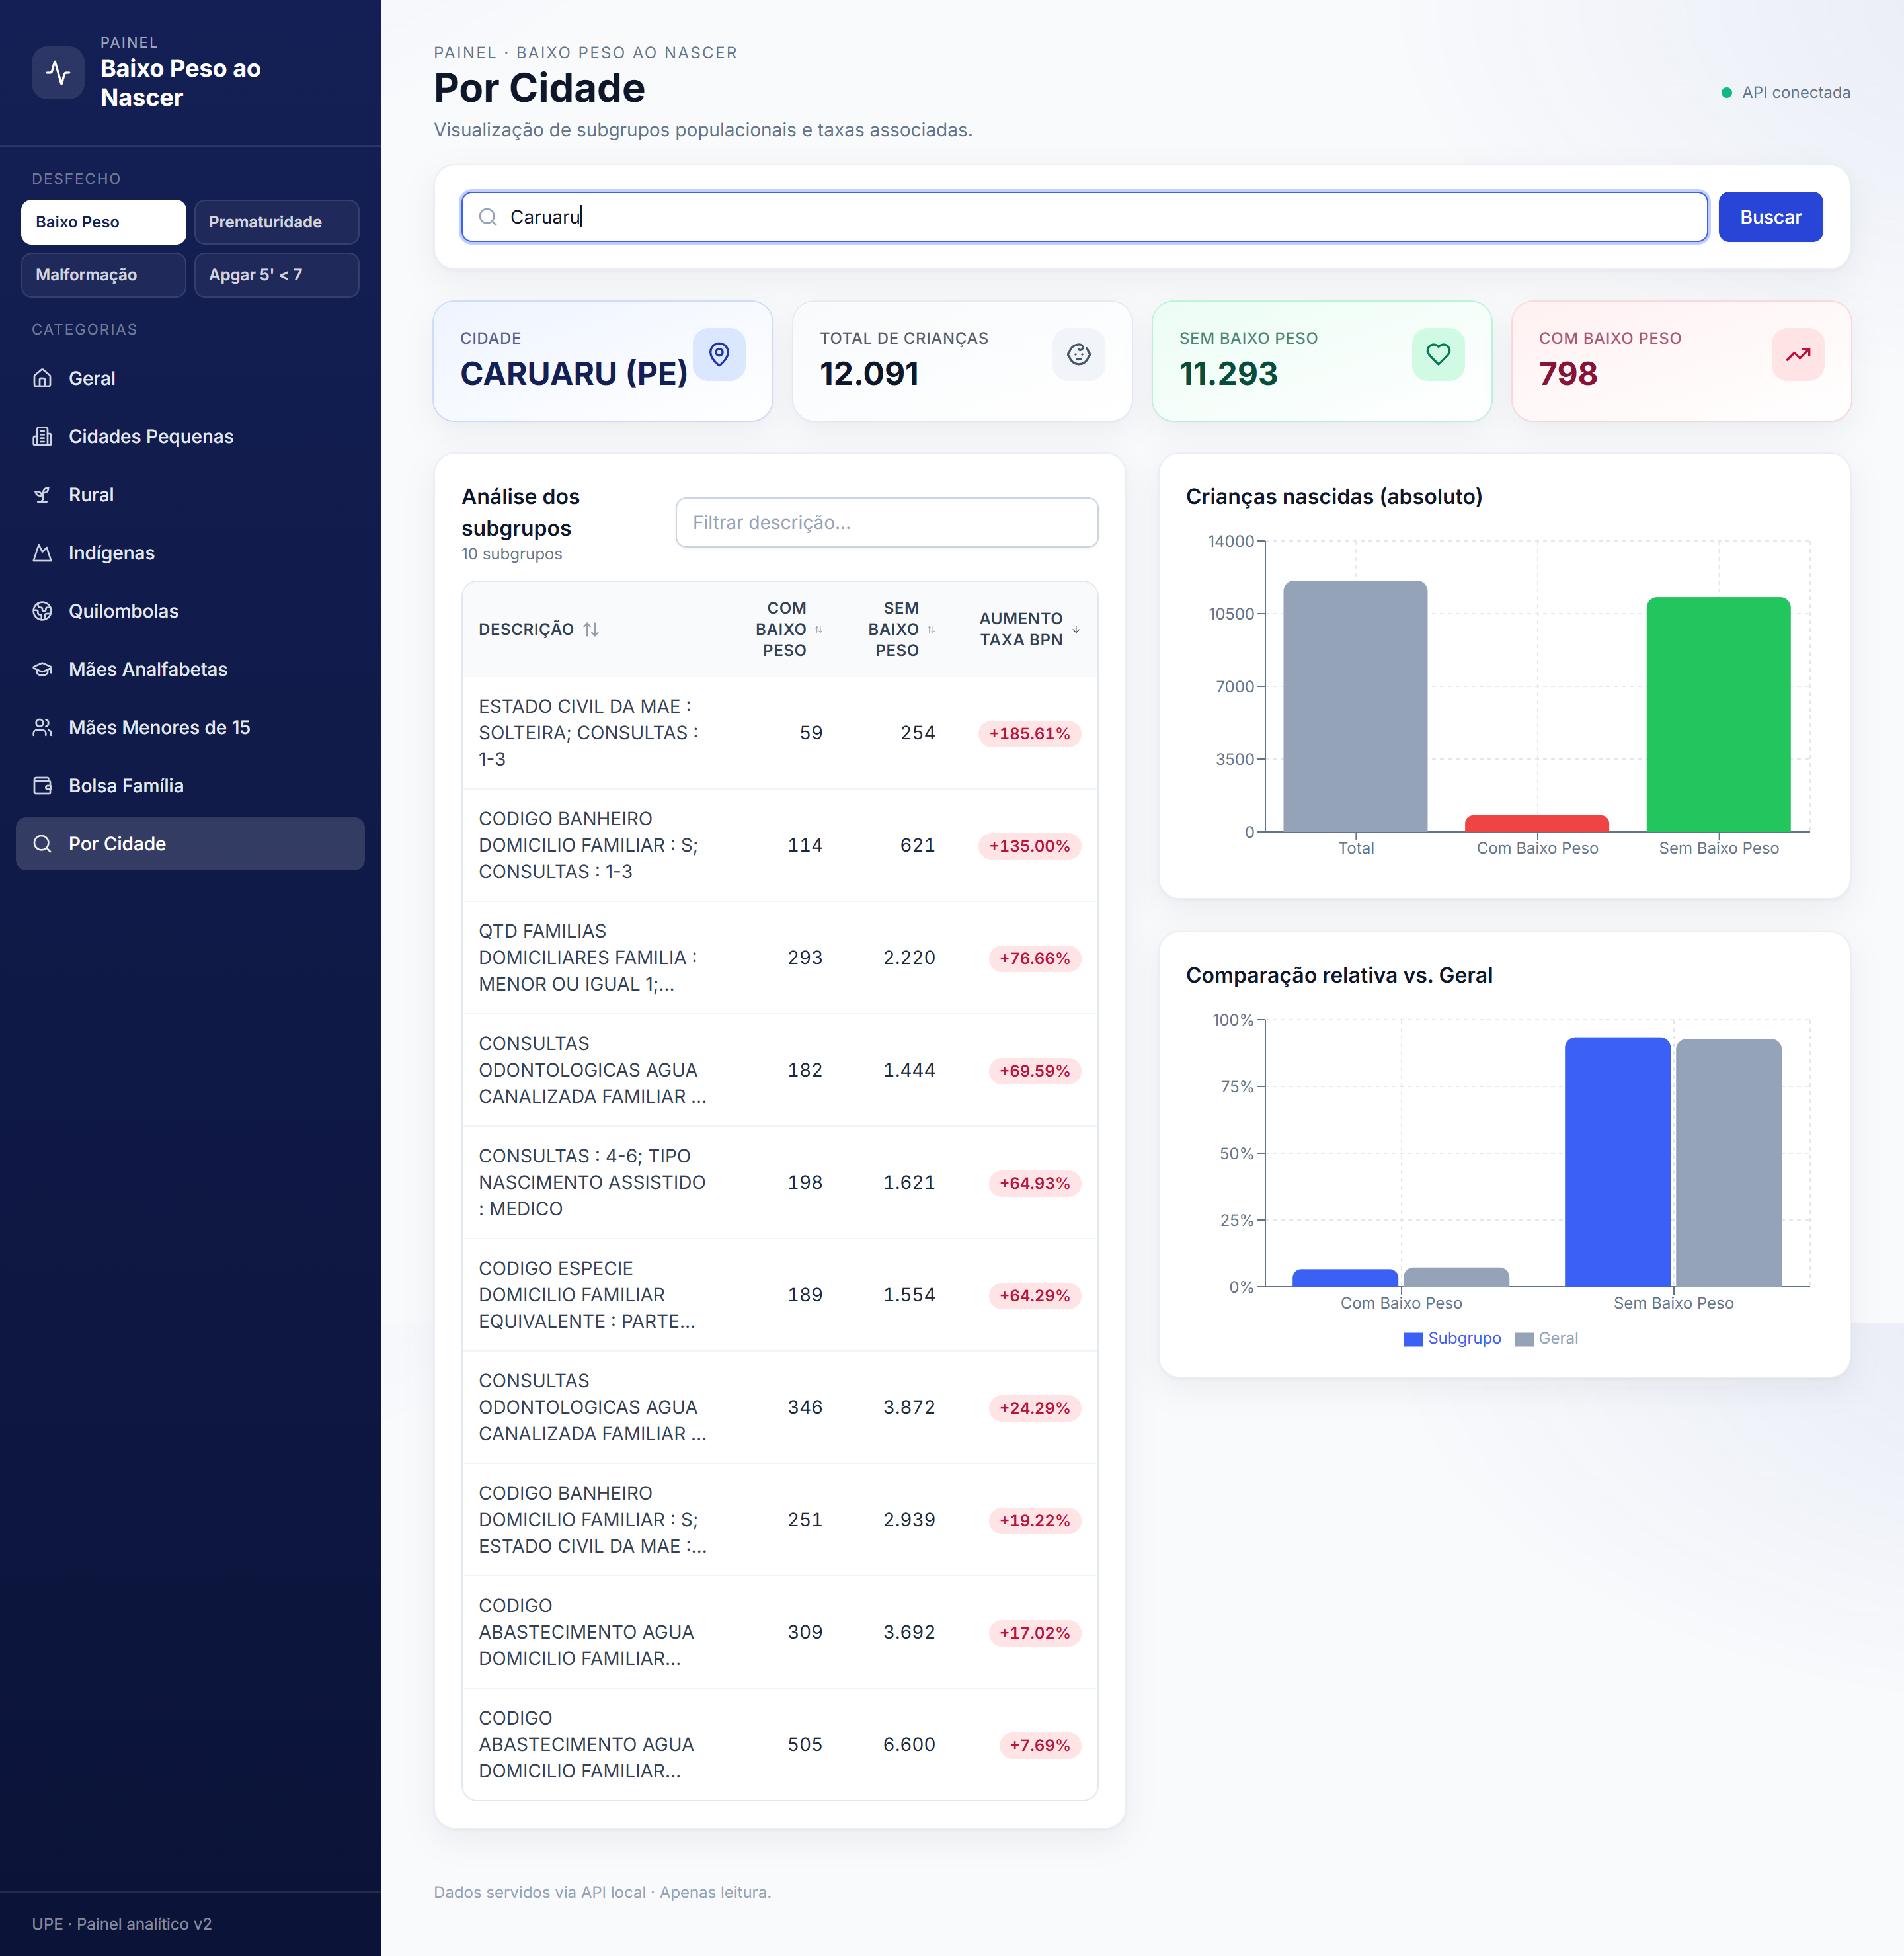 PAINEL
Baixo Peso ao
Nascer
DESFECHO
Baixo Peso
Prematuridade
Malformação
Apgar 5' < 7
CATEGORIAS
Geral
Cidades Pequenas
Rural
Indígenas
Quilombolas
Mães Analfabetas
Mães Menores de 15
Bolsa Família
Por Cidade
UPE · Painel analítico v2
PAINEL · BAIXO PESO AO NASCER
Por Cidade
Visualização de subgrupos populacionais e taxas associadas.
API conectada
Caruaru
Buscar
CIDADE
CARUARU (PE)
TOTAL DE CRIANÇAS
12.091
SEM BAIXO PESO
11.293
COM BAIXO PESO
798
Análise dos
subgrupos
10 subgrupos
Filtrar descrição...
DESCRIÇÃO
COM
BAIXO
PESO
SEM
BAIXO
PESO
AUMENTO
TAXA BPN
ESTADO CIVIL DA MAE :
SOLTEIRA; CONSULTAS :
1-3
59
254
+185.61%
CODIGO BANHEIRO
DOMICILIO FAMILIAR : S;
CONSULTAS : 1-3
114
621
+135.00%
QTD FAMILIAS
DOMICILIARES FAMILIA :
MENOR OU IGUAL 1;...
293
2.220
+76.66%
CONSULTAS
ODONTOLOGICAS AGUA
CANALIZADA FAMILIAR ...
182
1.444
+69.59%
CONSULTAS : 4-6; TIPO
NASCIMENTO ASSISTIDO
: MEDICO
198
1.621
+64.93%
CODIGO ESPECIE
DOMICILIO FAMILIAR
EQUIVALENTE : PARTE...
189
1.554
+64.29%
CONSULTAS
ODONTOLOGICAS AGUA
CANALIZADA FAMILIAR ...
346
3.872
+24.29%
CODIGO BANHEIRO
DOMICILIO FAMILIAR : S;
ESTADO CIVIL DA MAE :...
251
2.939
+19.22%
CODIGO
ABASTECIMENTO AGUA
DOMICILIO FAMILIAR...
309
3.692
+17.02%
CODIGO
ABASTECIMENTO AGUA
DOMICILIO FAMILIAR...
505
6.600
+7.69%
Crianças nascidas (absoluto)
14000
10500
7000
3500
0
Total
Com Baixo Peso
Sem Baixo Peso
Comparação relativa vs. Geral
100%
75%
50%
25%
0%
Com Baixo Peso
Sem Baixo Peso
Subgrupo
Geral
Dados servidos via API local · Apenas leitura.